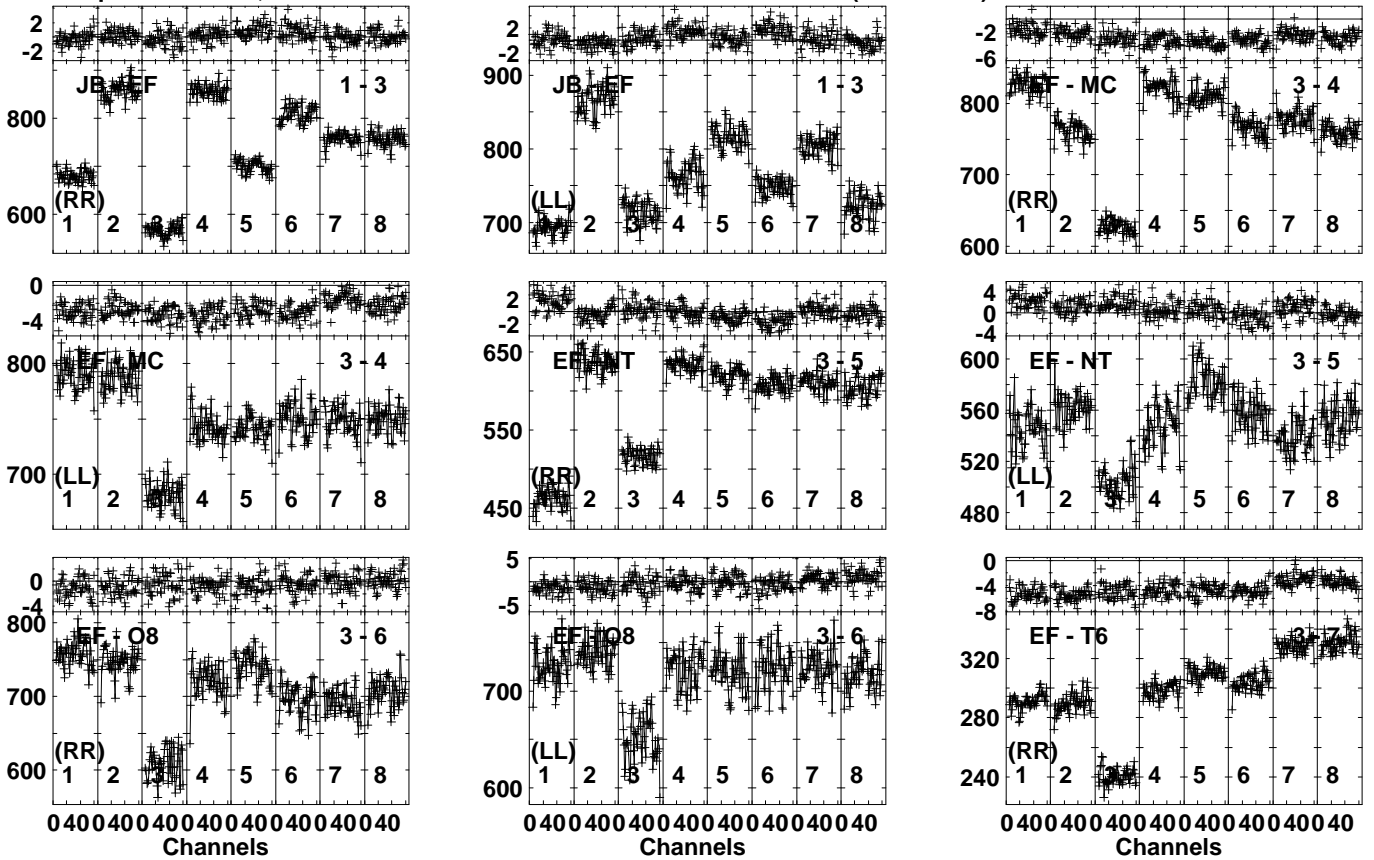 2
-2
JB - EF 1 - 3
800
600
(RR)
1 2 3 4 5 6 7 8
2
-2
900
JB - EF 1 - 3
800
700
(LL)
1 2 3 4 5 6 7 8
-2
-6
EF - MC 3 - 4
800
700
600
(RR)
1 2 3 4 5 6 7 8
0
-4
800
EF - MC 3 - 4
700
(LL)
1 2 3 4 5 6 7 8
2
-2
650
EF - NT 3 - 5
550
450
(RR)
1 2 3 4 5 6 7 8
4
0
-4
600
EF - NT 3 - 5
560
520
480
(LL)
1 2 3 4 5 6 7 8
0
-4
800
EF - O8 3 - 6
700
600
(RR)
1 2 3 4 5 6 7 8
0 40 0 40 0 40 0 40 0 40 0 40 0 40 0 40
Channels
5
-5
EF - O8 3 - 6
700
600
(LL)
1 2 3 4 5 6 7 8
0 40 0 40 0 40 0 40 0 40 0 40 0 40 0 40
Channels
0
-4
-8
EF - T6 3 - 7
320
280
240
(RR)
1 2 3 4 5 6 7 8
0 40 0 40 0 40 0 40 0 40 0 40 0 40 0 40
Channels